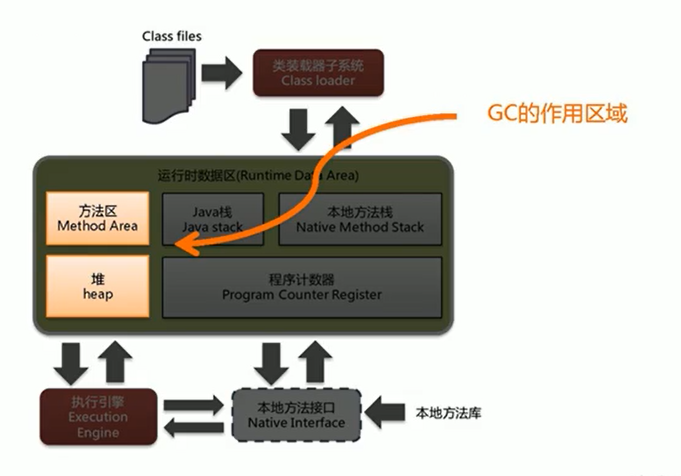 Class files
类装载器子系统
Class loader
GC的作用区域
运行时数据区(Runtime Data Area)
方法区
Method Area
Java栈
Java stack
本地方法栈
Native Method Stack
堆
heap
程序计数器
Program Counter Register
执行引擎
Execution
Engine
本地方法接口
Native Interface
本地方法库